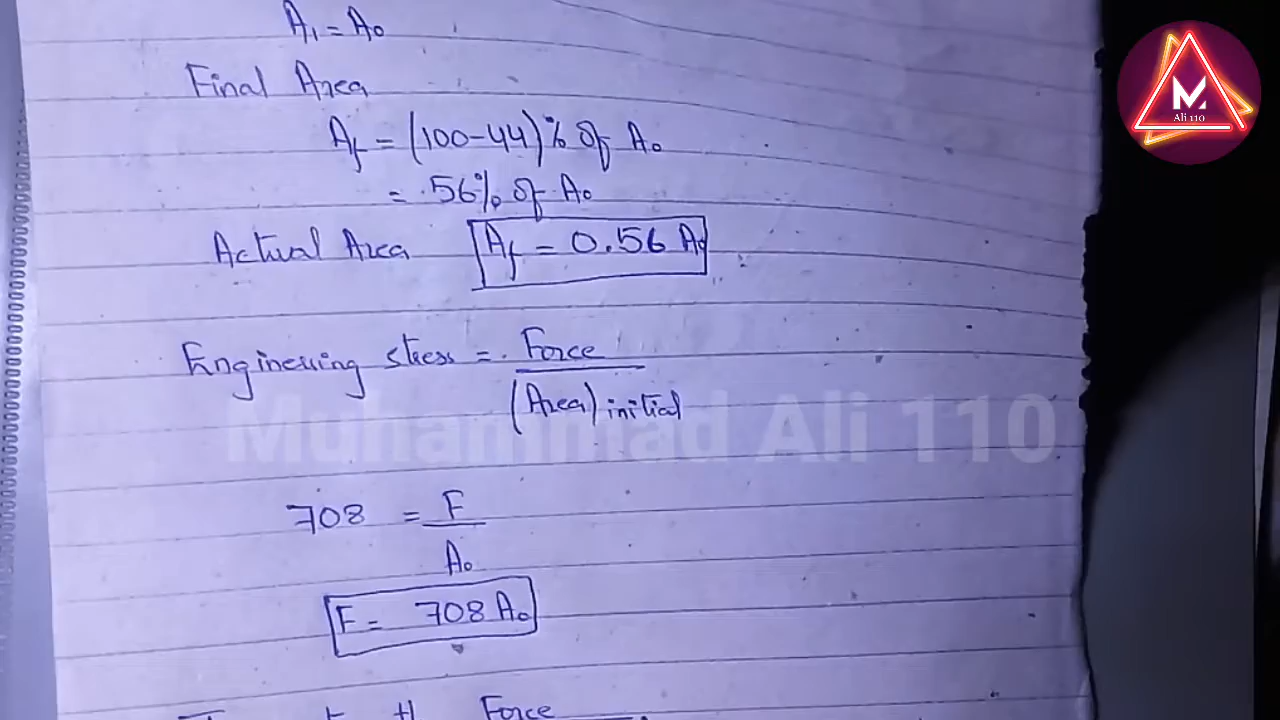 A₁ = A₀
Final Area
A_f = (100-44)% of A₀
= .56% of A₀
Actual Area A_f = 0.56 A₀
Engineering stress = Force
(Area) initial
Muhammad Ali 110
708 = F
A₀
F = 708 A₀
Force
M
Ali 110